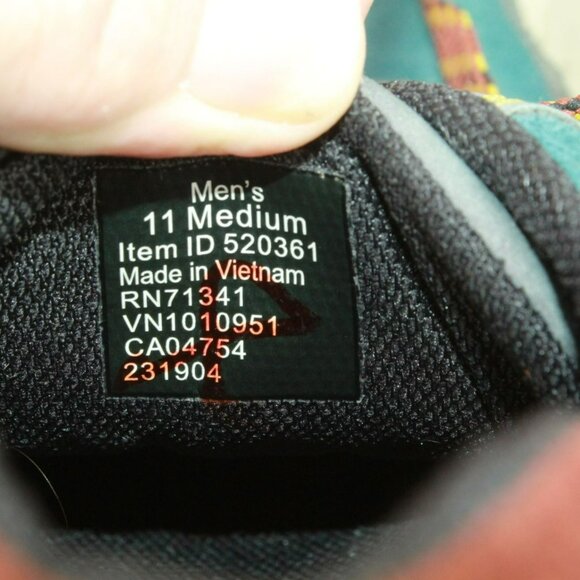 Men's
11 Medium
Item ID 520361
Made in Vietnam
RN71341
VN1010951
CA04754
231904